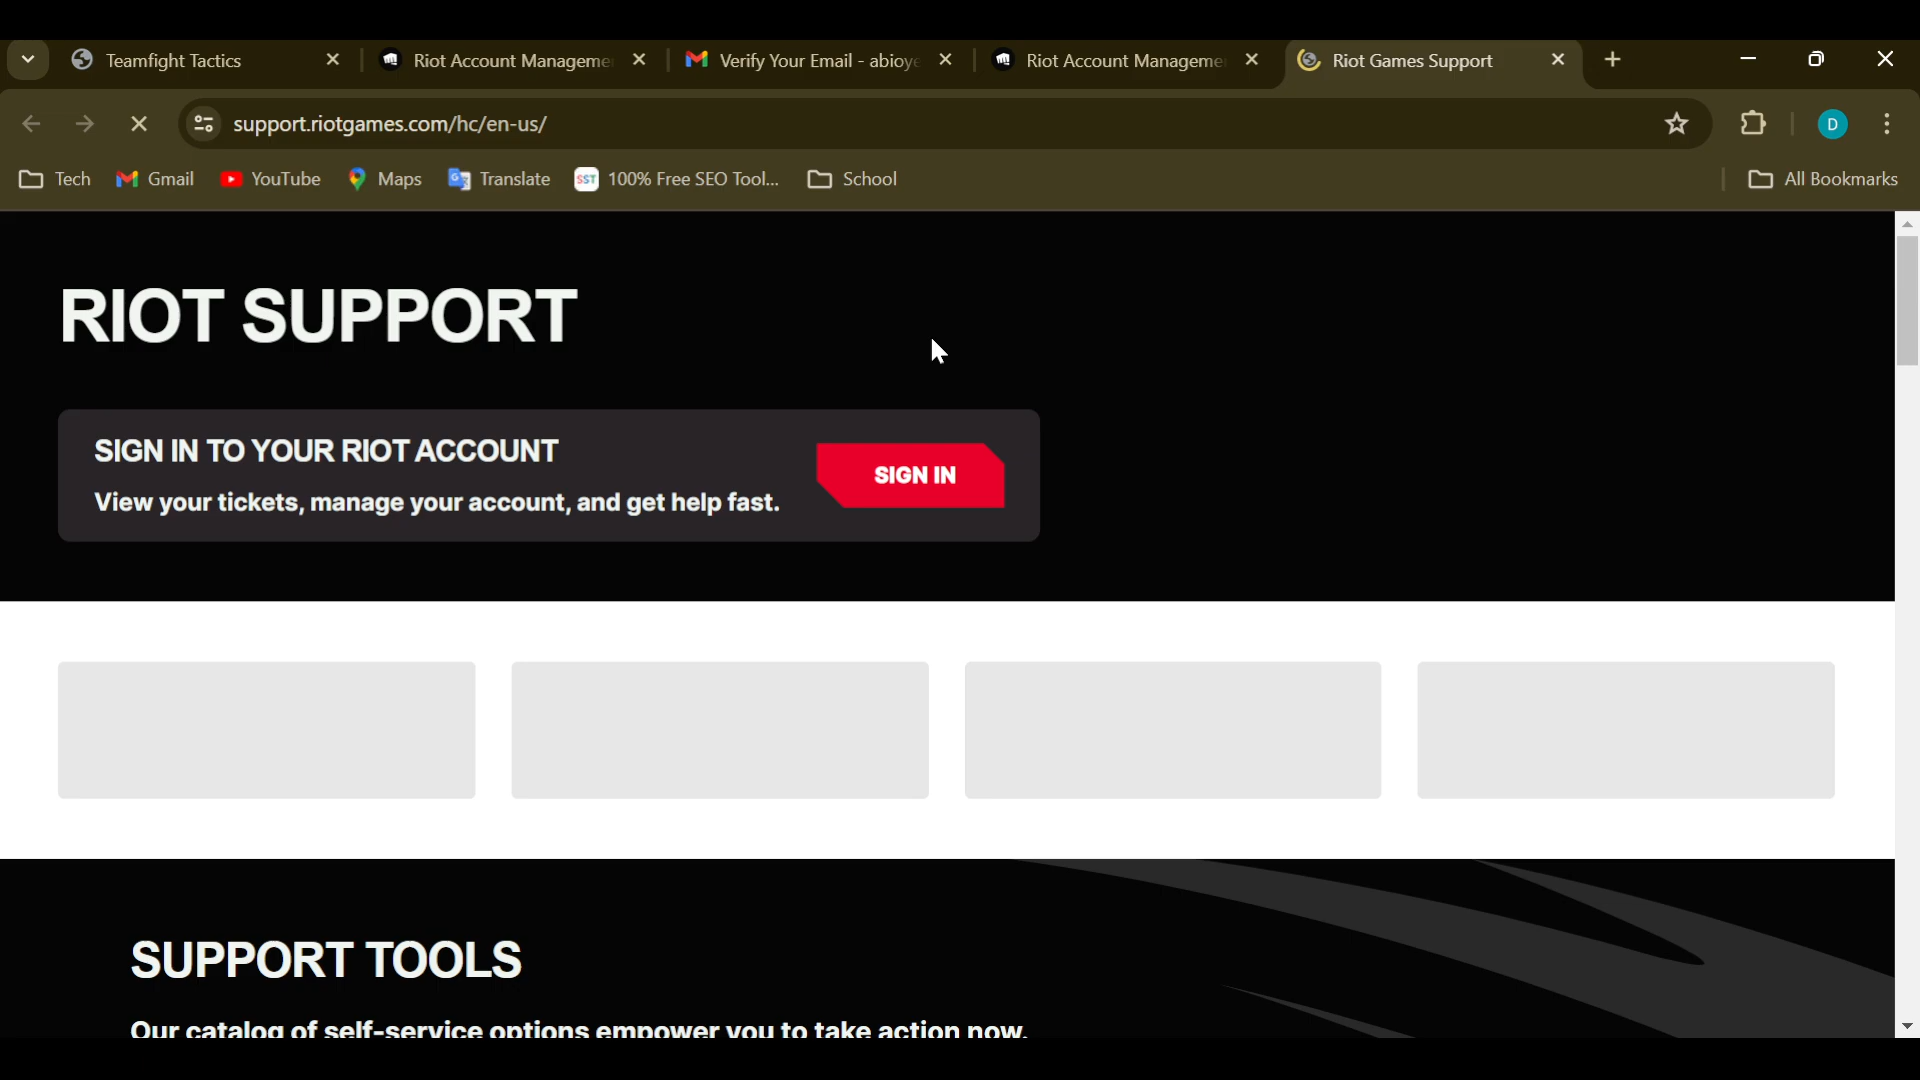 Teamfight Tactics
Riot Account Manageme
Verify Your Email - abioye
Riot Account Manageme
Riot Games Support
support.riotgames.com/hc/en-us/
D
Tech
Gmail
YouTube
Maps
Translate
SST
100% Free SEO Tool...
School
All Bookmarks
RIOT SUPPORT
SIGN IN TO YOUR RIOT ACCOUNT
View your tickets, manage your account, and get help fast.
SIGN IN
SUPPORT TOOLS
Our catalog of self-service options empower you to take action now.